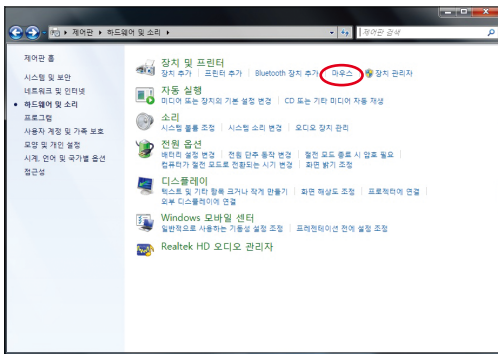 제어판 ▸ 하드웨어 및 소리 ▸
제어판 검색
제어판 홈
시스템 및 보안
네트워크 및 인터넷
하드웨어 및 소리
프로그램
사용자 계정 및 가족 보호
모양 및 개인 설정
시계, 언어 및 국가별 옵션
접근성
장치 및 프린터
장치 추가 | 프린터 추가 | Bluetooth 장치 추가 | 마우스 | 장치 관리자
자동 실행
미디어 또는 장치의 기본 설정 변경 | CD 또는 기타 미디어 자동 재생
소리
시스템 볼륨 조정 | 시스템 소리 변경 | 오디오 장치 관리
전원 옵션
배터리 설정 변경 | 전원 단추 동작 변경 | 절전 모드 종료 시 암호 필요
컴퓨터가 절전 모드로 전환되는 시기 변경 | 화면 밝기 조정
디스플레이
텍스트 및 기타 항목 크거나 작게 만들기 | 화면 해상도 조정 | 프로젝터에 연결
외부 디스플레이에 연결
Windows 모바일 센터
일반적으로 사용하는 기동성 설정 조정 | 프레젠테이션 전에 설정 조정
Realtek HD 오디오 관리자